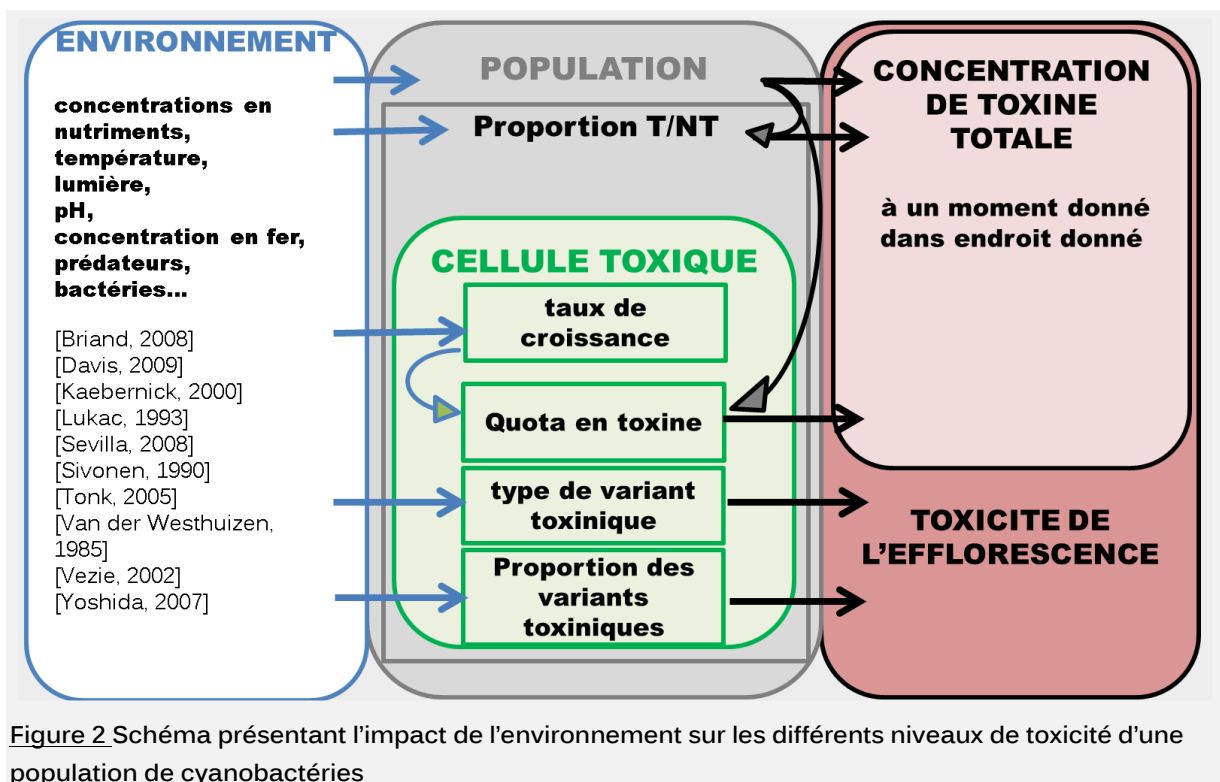 ENVIRONNEMENT
concentrations en
nutriments,
température,
lumière,
pH,
concentration en fer,
prédateurs,
bactéries...
[Briand, 2008]
[Davis, 2009]
[Kaebernick, 2000]
[Lukac, 1993]
[Sevilla, 2008]
[Sivonen, 1990]
[Tonk, 2005]
[Van der Westhuizen,
1985]
[Vezie, 2002]
[Yoshida, 2007]
POPULATION
Proportion T/NT
CELLULE TOXIQUE
taux de
croissance
Quota en toxine
type de variant
toxinique
Proportion des
variants
toxiniques
CONCENTRATION
DE TOXINE
TOTALE
à un moment donné
dans endroit donné
TOXICITE DE
L'EFFLORESCENCE
Figure 2 Schéma présentant l'impact de l'environnement sur les différents niveaux de toxicité d'une
population de cyanobactéries